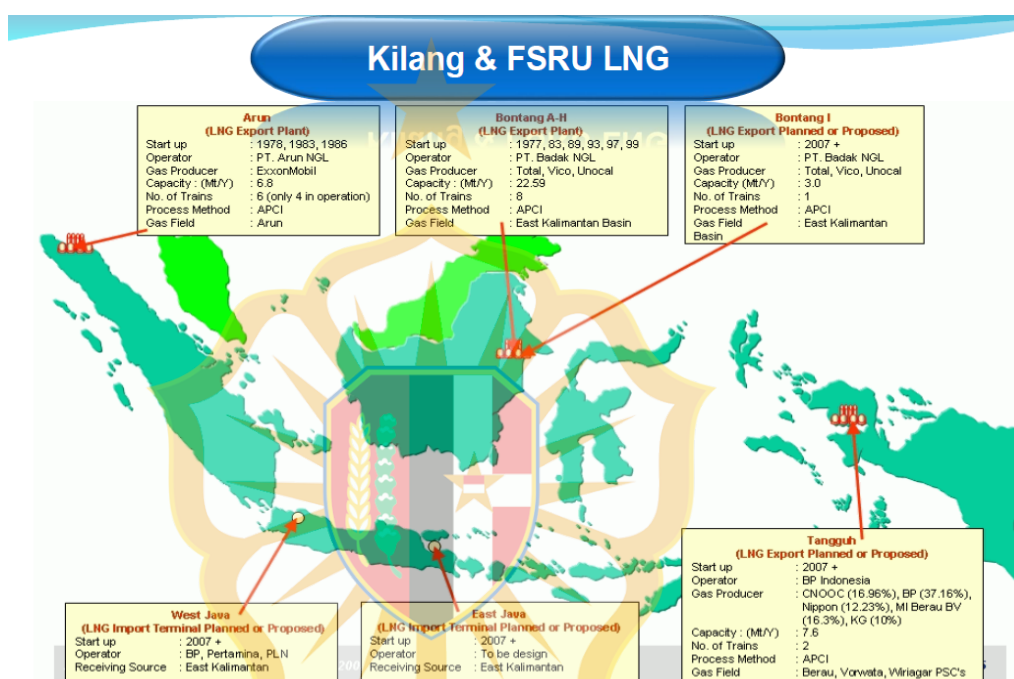 Kilang & FSRU LNG
Arun
(LNG Export Plant)
Start up : 1978, 1983, 1986
Operator : PT. Arun NGL
Gas Producer : ExxonMobil
Capacity : (Mt/Y) : 6.8
No. of Trains : 6 (only 4 in operation)
Process Method : APCI
Gas Field : Arun
Bontang A-H
(LNG Export Plant)
Start up : 1977, 83, 89, 93, 97, 99
Operator : PT. Badak NGL
Gas Producer : Total, Vico, Unocal
Capacity : (Mt/Y) : 22.59
No. of Trains : 8
Process Method : APCI
Gas Field : East Kalimantan Basin
Bontang I
(LNG Export Planned or Proposed)
Start up : 2007 +
Operator : PT. Badak NGL
Gas Producer : Total, Vico, Unocal
Capacity (Mt/Y) : 3.0
No. of Trains : 1
Process Method : APCI
Gas Field : East Kalimantan
Basin
West Java
(LNG Import Terminal Planned or Proposed)
Start up : 2007 +
Operator : BP, Pertamina, PLN
Receiving Source : East Kalimantan
East Java
(LNG Import Terminal Planned or Proposed)
Start up : 2007 +
Operator : To be design
Receiving Source : East Kalimantan
Tangguh
(LNG Export Planned or Proposed)
Start up : 2007 +
Operator : BP Indonesia
Gas Producer : CNOOC (16.96%), BP (37.16%),
Nippon (12.23%), MI Berau BV
(16.3%), KG (10%)
Capacity : (Mt/Y) : 7.6
No. of Trains : 2
Process Method : APCI
Gas Field : Berau, Vorwata, Wiriagar PSC's